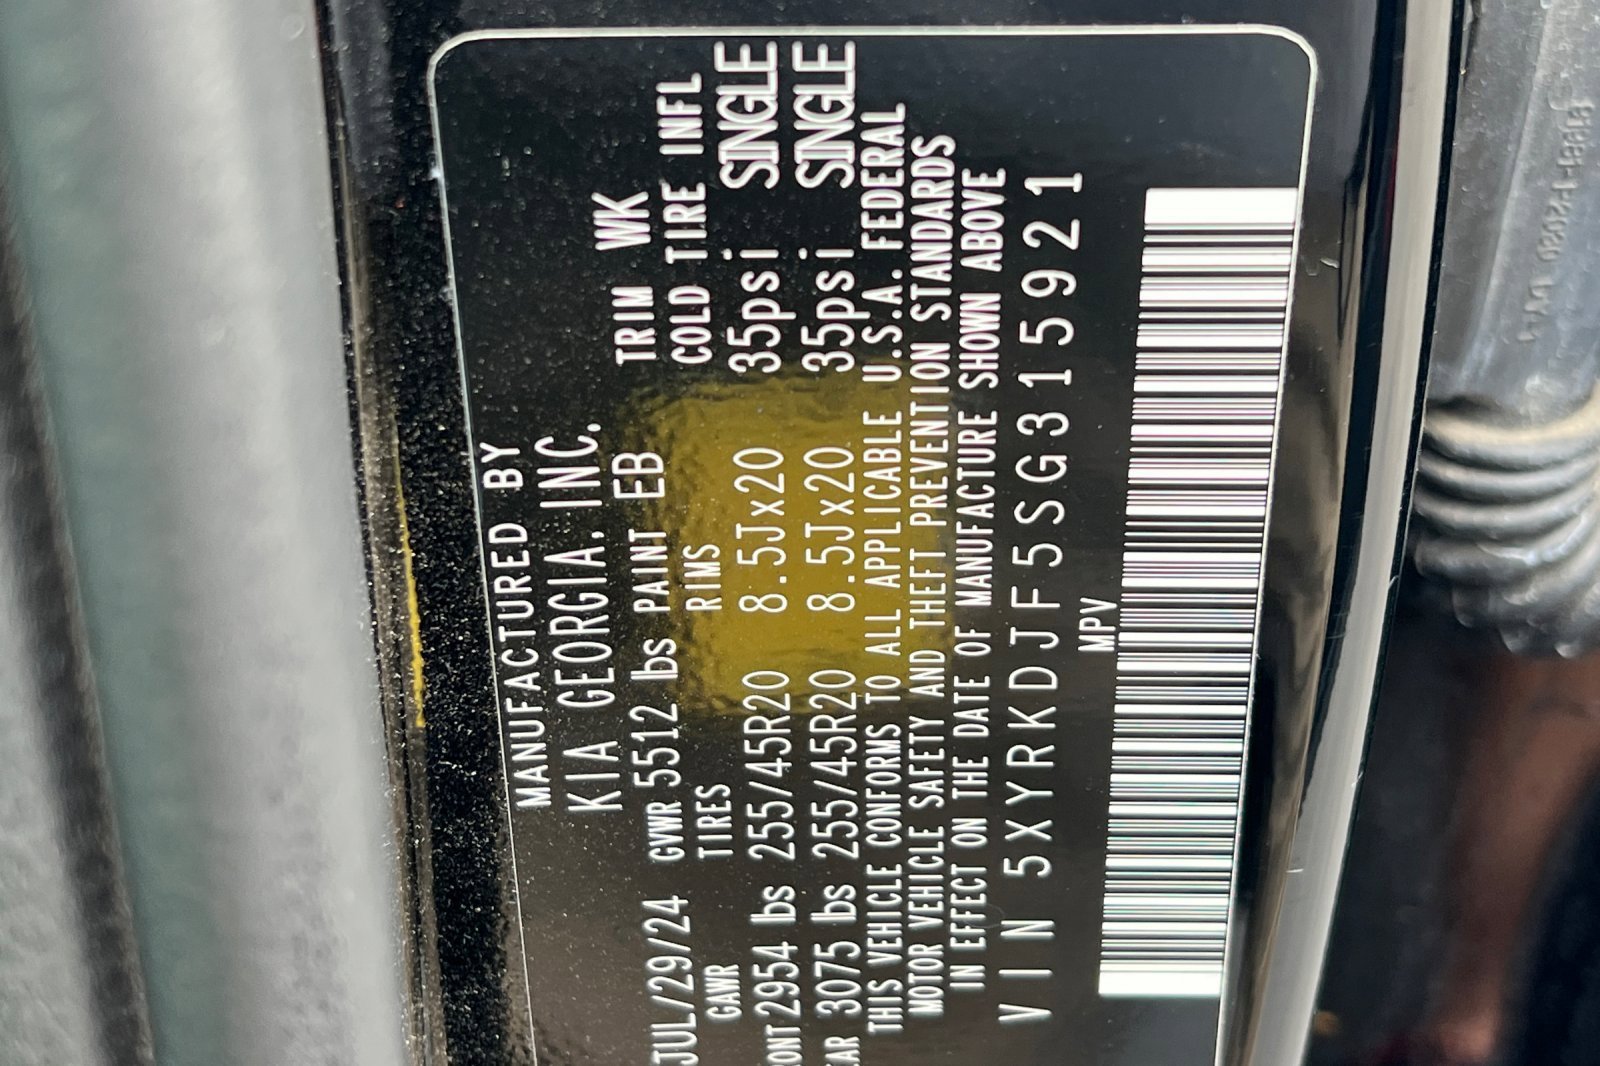 MANUFACTURED BY
KIA GEORGIA, INC.
JUL/29/24 GVWR 5512 lbs PAINT EB TRIM WK
GAWR TIRES RIMS COLD TIRE INFL
RONT 2954 lbs 255/45R20 8.5Jx20 35psi SINGLE
EAR 3075 lbs 255/45R20 8.5Jx20 35psi SINGLE
THIS VEHICLE CONFORMS TO ALL APPLICABLE U.S.A. FEDERAL
MOTOR VEHICLE SAFETY AND THEFT PREVENTION STANDARDS
IN EFFECT ON THE DATE OF MANUFACTURE SHOWN ABOVE
VIN 5XYRKDJF5SG315921
MPV